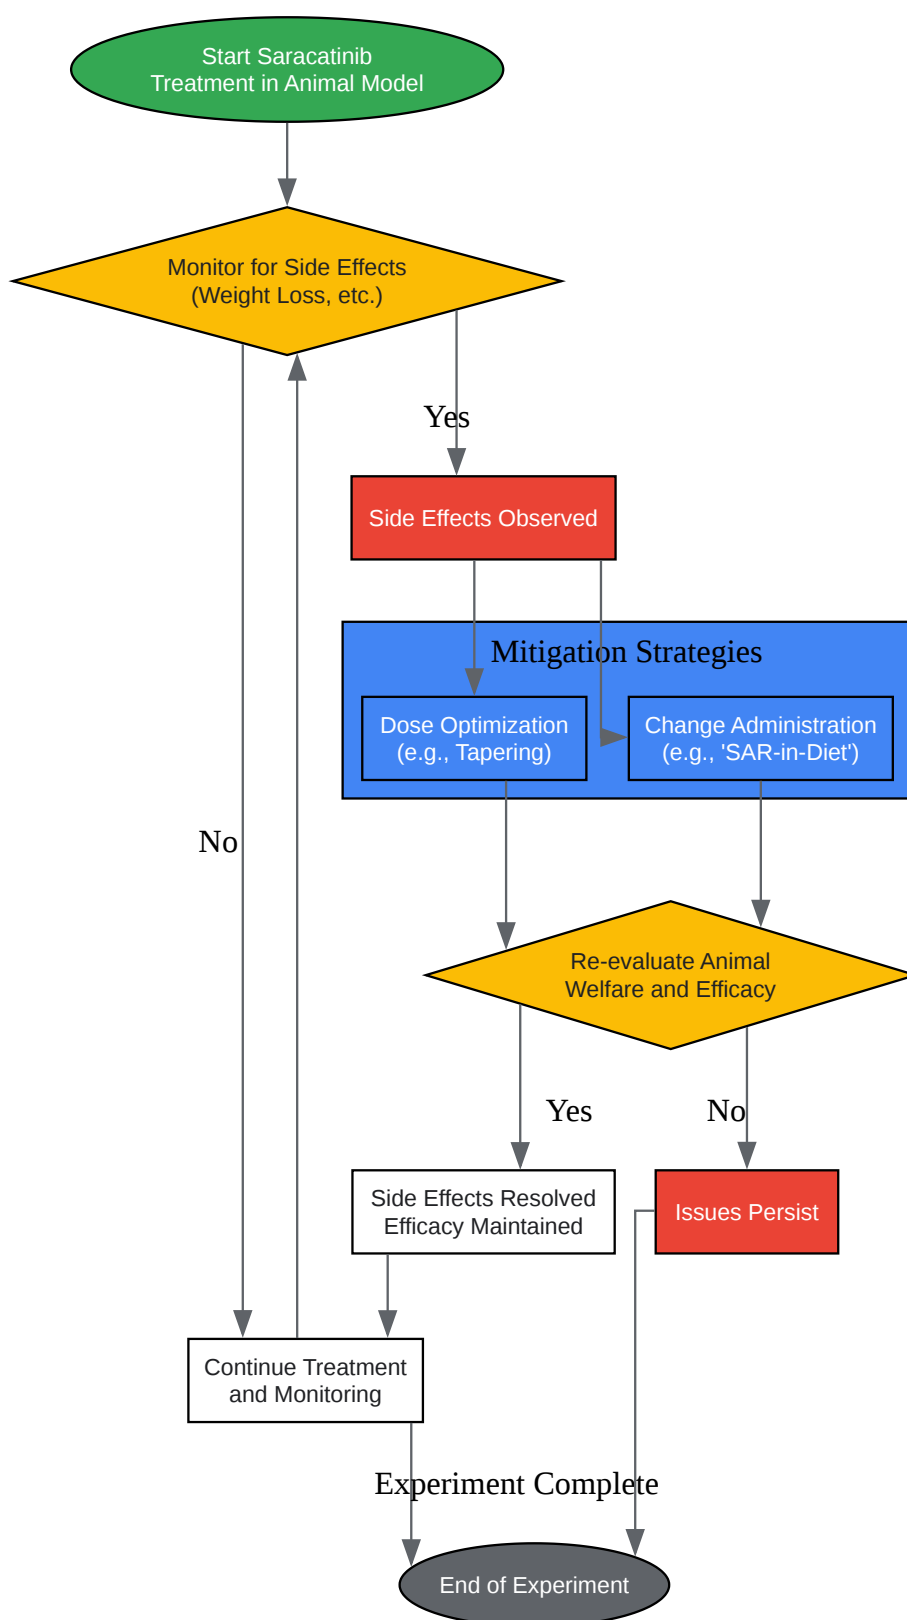 Start Saracatinib
Treatment in Animal Model
Monitor for Side Effects
(Weight Loss, etc.)
Yes
Side Effects Observed
Mitigation Strategies
Dose Optimization
(e.g., Tapering)
Change Administration
(e.g., 'SAR-in-Diet')
No
Re-evaluate Animal
Welfare and Efficacy
Yes
No
Side Effects Resolved
Efficacy Maintained
Issues Persist
Continue Treatment
and Monitoring
Experiment Complete
End of Experiment